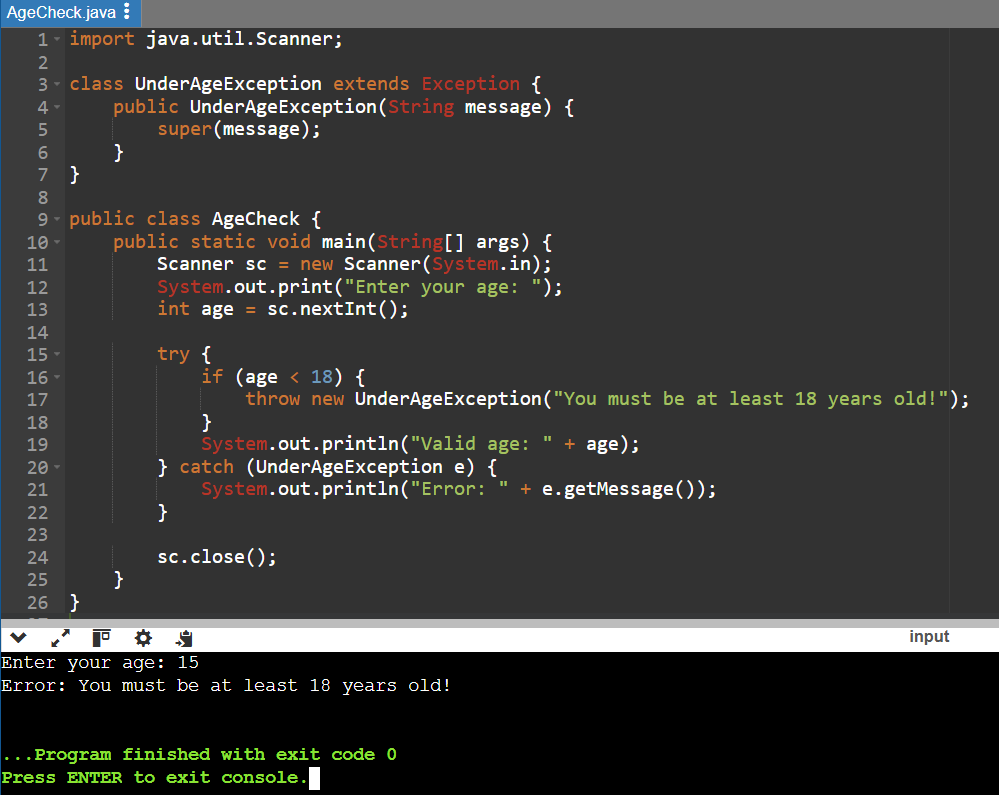 AgeCheck.java
1 import java.util.Scanner;
2
3 class UnderAgeException extends Exception {
4     public UnderAgeException(String message) {
5         super(message);
6     }
7 }
8
9 public class AgeCheck {
10     public static void main(String[] args) {
11         Scanner sc = new Scanner(System.in);
12         System.out.print("Enter your age: ");
13         int age = sc.nextInt();
14
15         try {
16             if (age < 18) {
17                 throw new UnderAgeException("You must be at least 18 years old!");
18             }
19             System.out.println("Valid age: " + age);
20         } catch (UnderAgeException e) {
21             System.out.println("Error: " + e.getMessage());
22         }
23
24         sc.close();
25     }
26 }
input
Enter your age: 15
Error: You must be at least 18 years old!
...Program finished with exit code 0
Press ENTER to exit console.